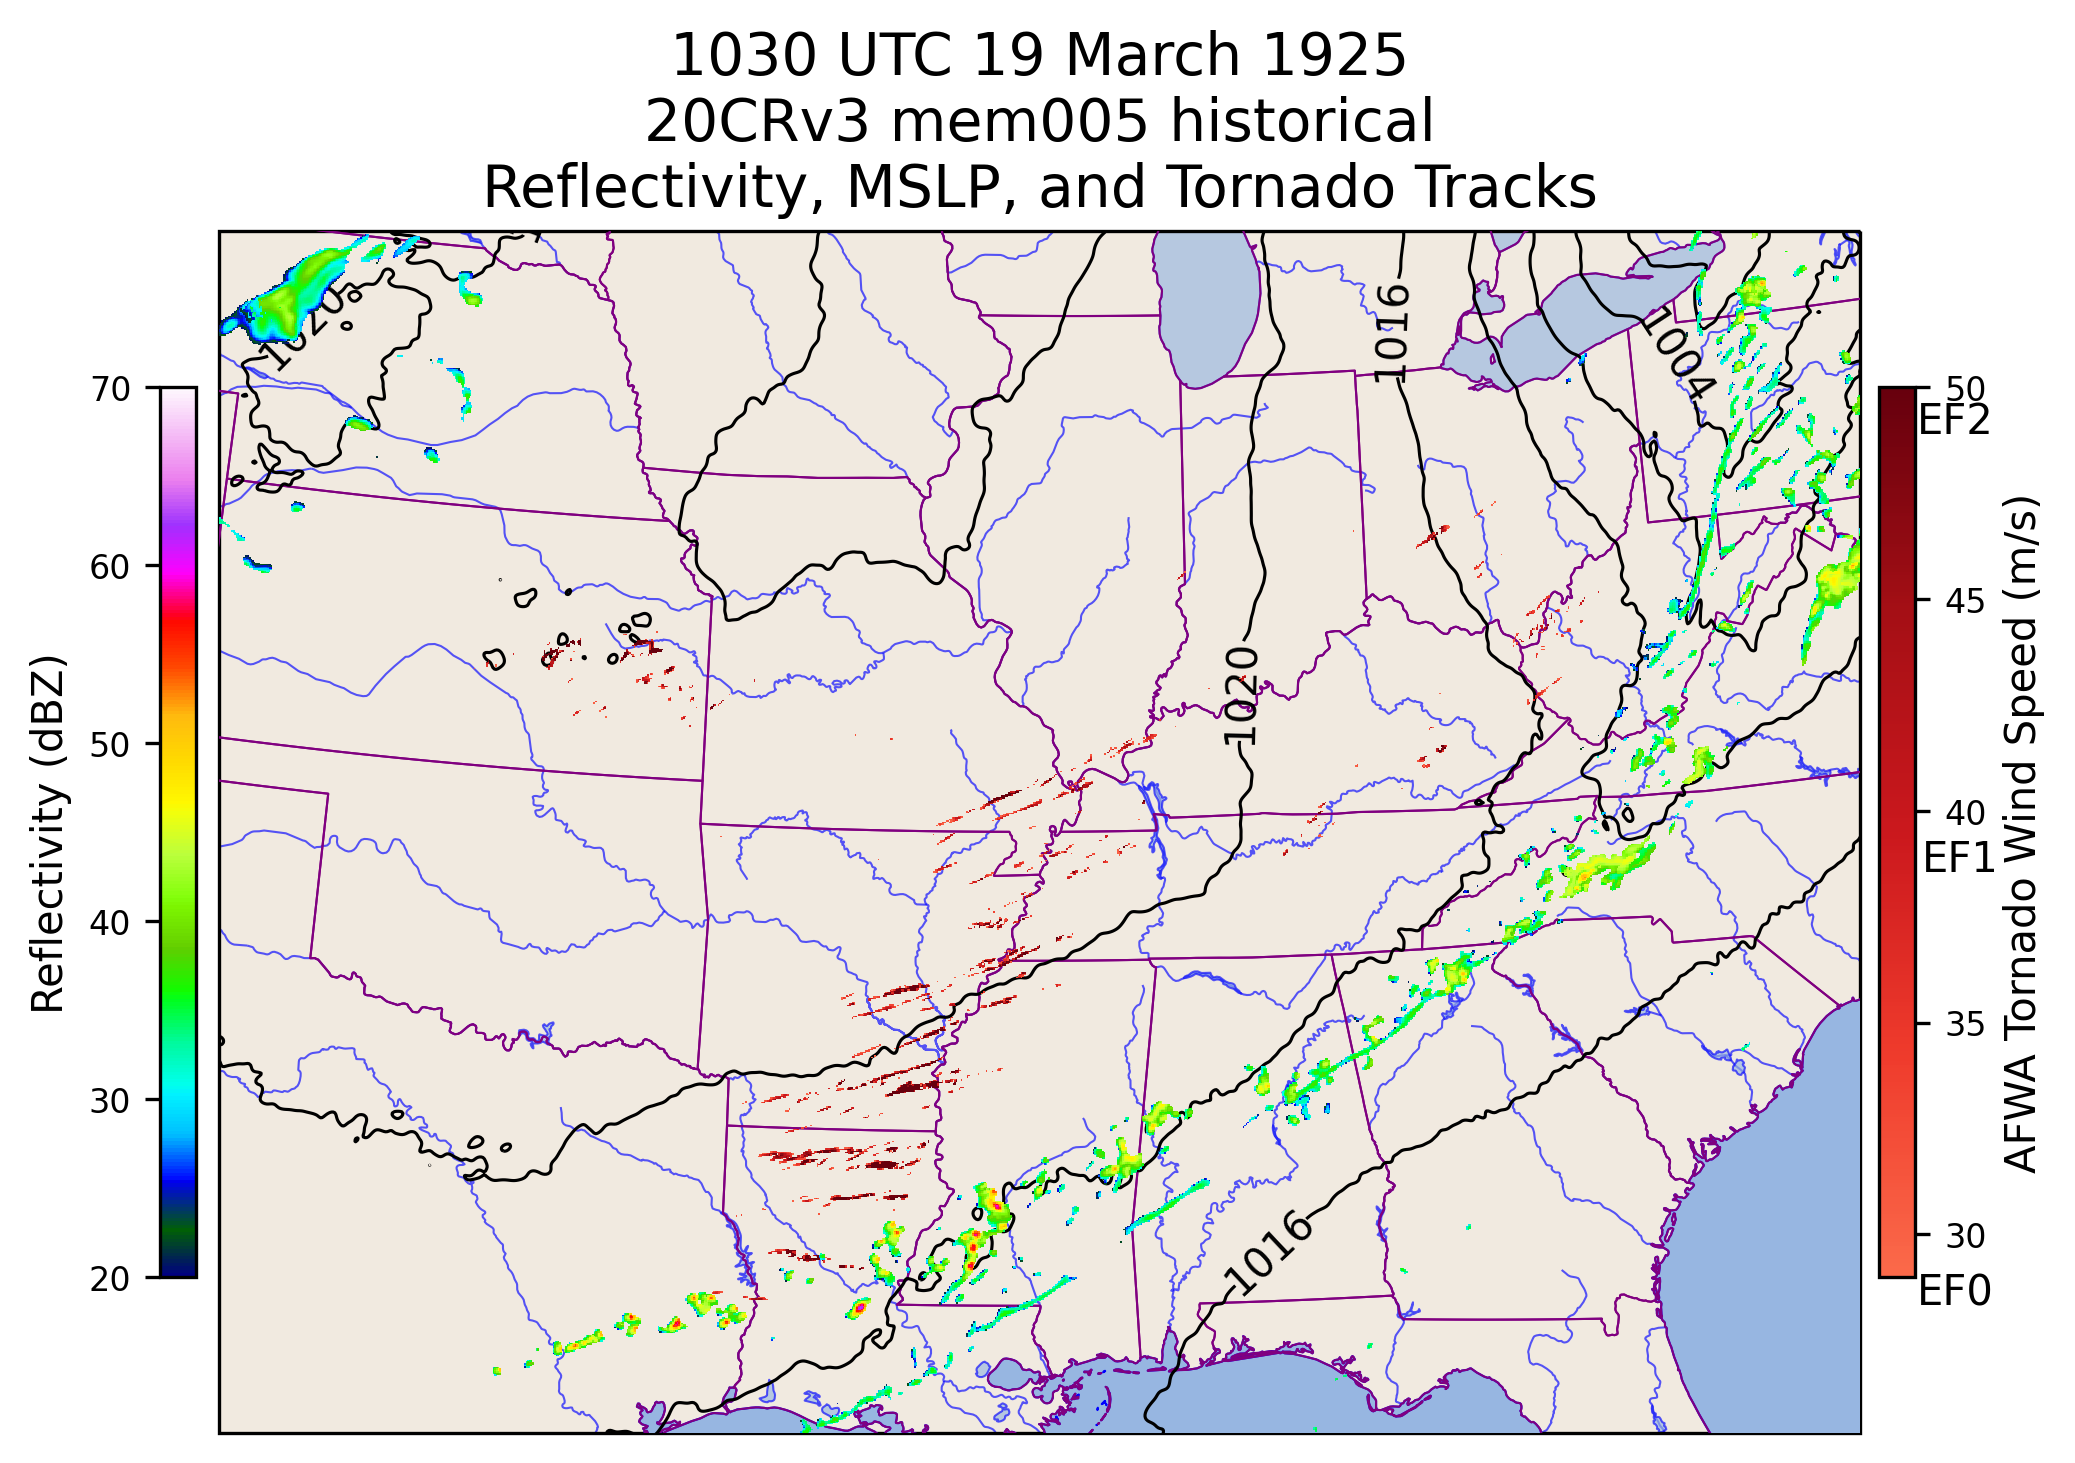 1030 UTC 19 March 1925
20CRv3 mem005 historical
Reflectivity, MSLP, and Tornado Tracks
1020
1016
1004
1020
1016
70
60
50
40
30
20
Reflectivity (dBZ)
50
EF2
45
40
EF1
35
30
EF0
AFWA Tornado Wind Speed (m/s)